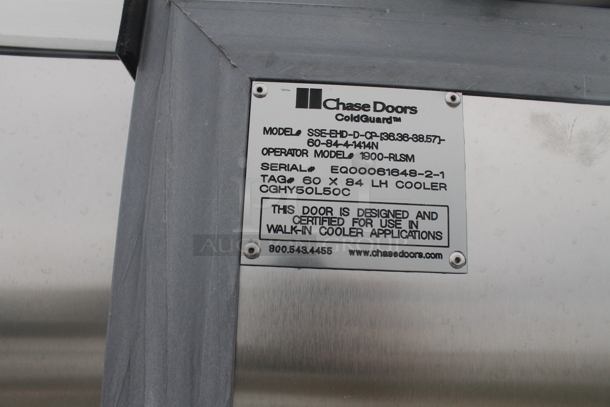 Chase Doors
ColdGuard™
MODEL# SSE-EHD-D-CP-[36.36-38.57]-
60-84-4-1414N
OPERATOR MODEL# 1900-RLSM
SERIAL# EQ00061648-2-1
TAG# 60 X 84 LH COOLER
CGHY50L50C
THIS DOOR IS DESIGNED AND
CERTIFIED FOR USE IN
WALK-IN COOLER APPLICATIONS
800.543.4455 www.chasedoors.com